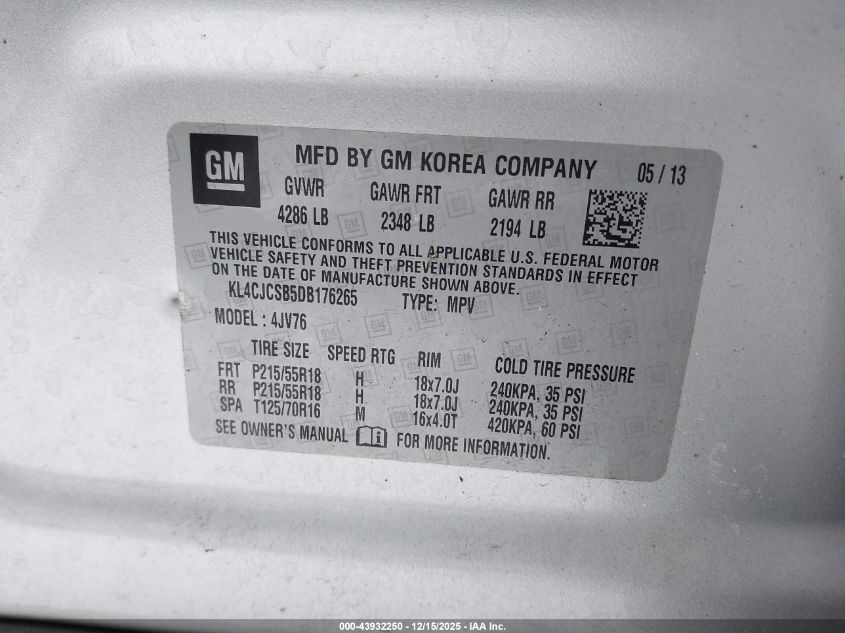 GM
MFD BY GM KOREA COMPANY 05 / 13
GVWR GAWR FRT GAWR RR
4286 LB 2348 LB 2194 LB
THIS VEHICLE CONFORMS TO ALL APPLICABLE U.S. FEDERAL MOTOR
VEHICLE SAFETY AND THEFT PREVENTION STANDARDS IN EFFECT
ON THE DATE OF MANUFACTURE SHOWN ABOVE.
KL4CJCSB5DB176265 TYPE: MPV
MODEL : 4JV76
TIRE SIZE SPEED RTG RIM COLD TIRE PRESSURE
FRT P215/55R18 H 18x7.0J 240KPA, 35 PSI
RR P215/55R18 H 18x7.0J 240KPA, 35 PSI
SPA T125/70R16 M 16x4.0T 420KPA, 60 PSI
SEE OWNER'S MANUAL FOR MORE INFORMATION.
000-43932250 - 12/15/2025 - IAA Inc.